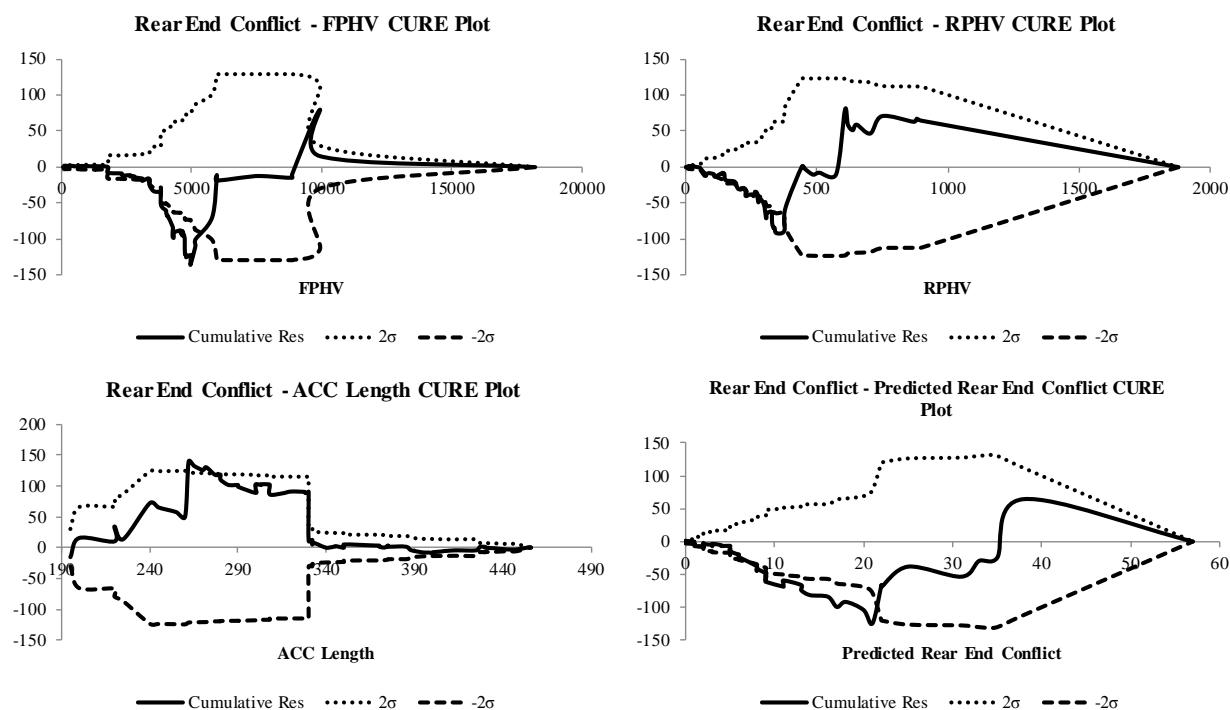 Rear End Conflict - FPHV CURE Plot
150
100
50
0
-50
-100
-150
0 5000 10000 15000 20000
FPHV
Cumulative Res 2σ -2σ
Rear End Conflict - RPHV CURE Plot
150
100
50
0
-50
-100
-150
0 500 1000 1500 2000
RPHV
Cumulative Res 2σ -2σ
Rear End Conflict - ACC Length CURE Plot
200
150
100
50
0
-50
-100
-150
190 240 290 340 390 440 490
ACC Length
Cumulative Res 2σ -2σ
Rear End Conflict - Predicted Rear End Conflict CURE
Plot
150
100
50
0
-50
-100
-150
0 10 20 30 40 50 60
Predicted Rear End Conflict
Cumulative Res 2σ -2σ